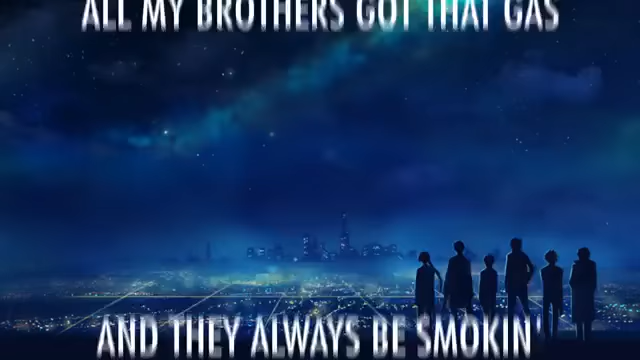 ALL MY BROTHERS GOT THAT GAS
AND THEY ALWAYS BE SMOKIN'